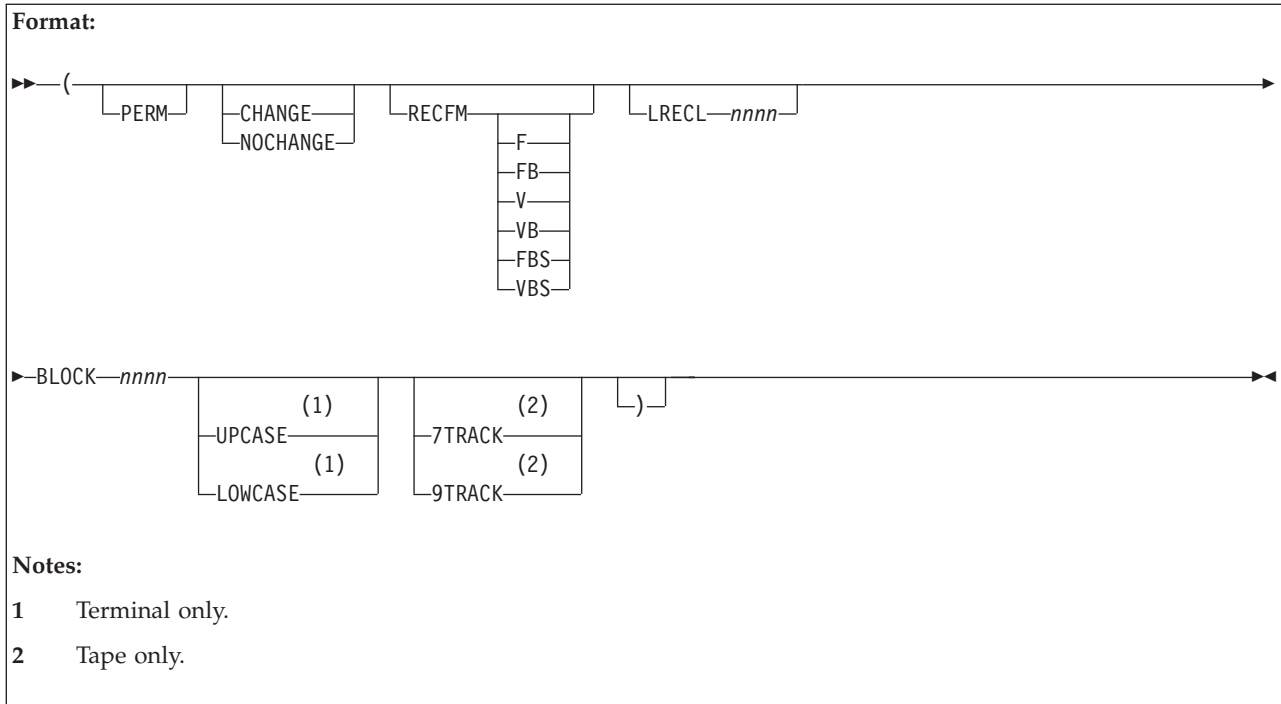 Format:
(
PERM CHANGE RECFM LRECL nnnn
NOCHANGE F
FB
V
VB
FBS
VBS
BLOCK nnnn
(1) (2) )
UPCASE 7TRACK
(1) (2)
LOWCASE 9TRACK
Notes:
1 Terminal only.
2 Tape only.